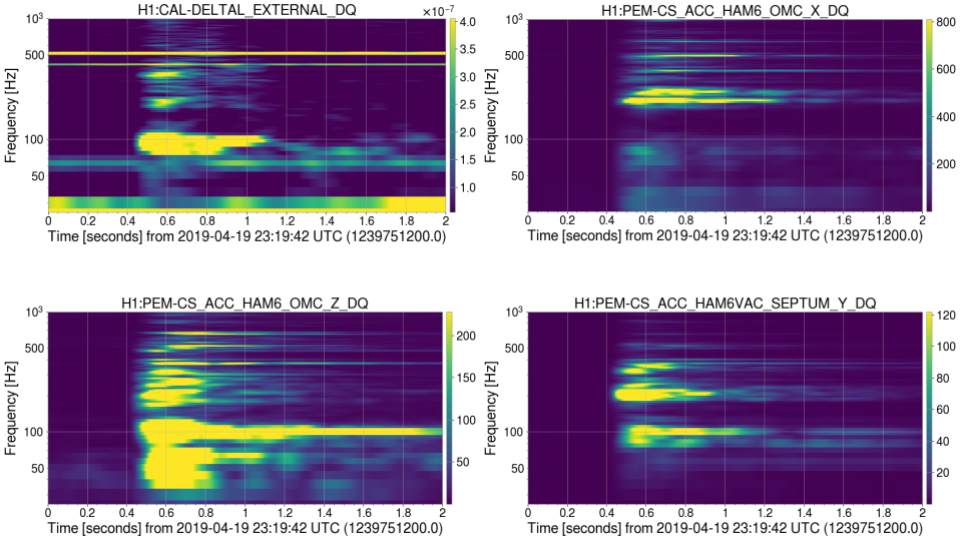 H1:CAL-DELTAL_EXTERNAL_DQ
×10⁻⁷
10³
500
100
50
Frequency [Hz]
4.0
3.5
3.0
2.5
2.0
1.5
1.0
0 0.2 0.4 0.6 0.8 1.0 1.2 1.4 1.6 1.8 2
Time [seconds] from 2019-04-19 23:19:42 UTC (1239751200.0)
H1:PEM-CS_ACC_HAM6_OMC_X_DQ
10³
500
100
50
Frequency [Hz]
800
600
400
200
0 0.2 0.4 0.6 0.8 1.0 1.2 1.4 1.6 1.8 2
Time [seconds] from 2019-04-19 23:19:42 UTC (1239751200.0)
H1:PEM-CS_ACC_HAM6_OMC_Z_DQ
10³
500
100
50
Frequency [Hz]
200
150
100
50
0 0.2 0.4 0.6 0.8 1.0 1.2 1.4 1.6 1.8 2
Time [seconds] from 2019-04-19 23:19:42 UTC (1239751200.0)
H1:PEM-CS_ACC_HAM6VAC_SEPTUM_Y_DQ
10³
500
100
50
Frequency [Hz]
120
100
80
60
40
20
0 0.2 0.4 0.6 0.8 1.0 1.2 1.4 1.6 1.8 2
Time [seconds] from 2019-04-19 23:19:42 UTC (1239751200.0)